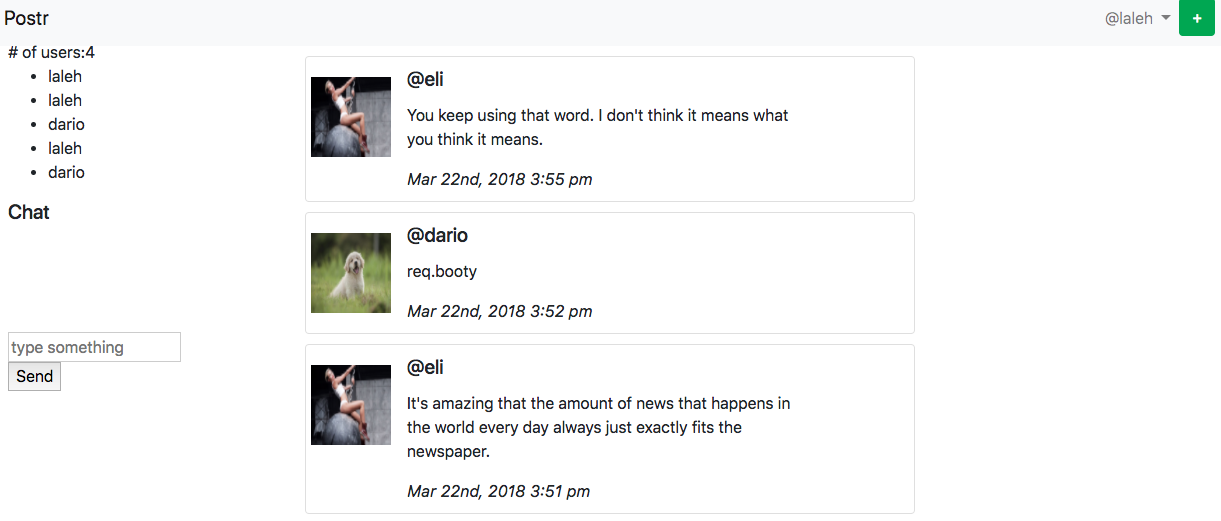 Postr
@laleh
+
# of users:4
laleh
laleh
dario
laleh
dario
Chat
type something
Send
@eli
You keep using that word. I don't think it means what
you think it means.
Mar 22nd, 2018 3:55 pm
@dario
req.booty
Mar 22nd, 2018 3:52 pm
@eli
It's amazing that the amount of news that happens in
the world every day always just exactly fits the
newspaper.
Mar 22nd, 2018 3:51 pm